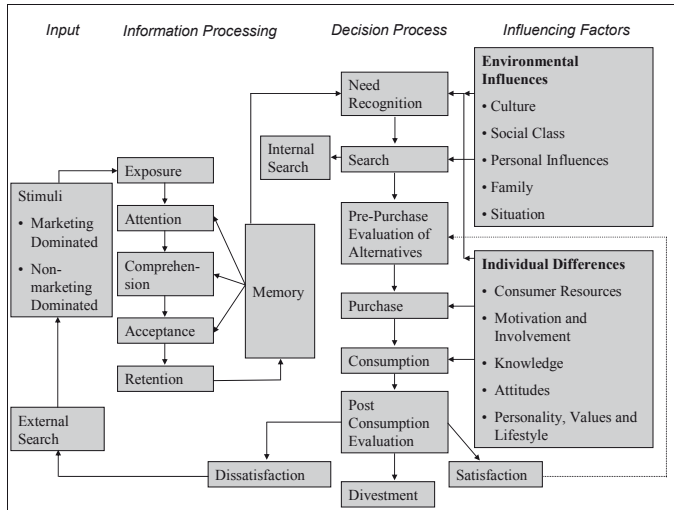 Input
Information Processing
Decision Process
Influencing Factors
Stimuli
• Marketing
Dominated
• Non-
marketing
Dominated
External
Search
Exposure
Attention
Comprehen-
sion
Acceptance
Retention
Memory
Internal
Search
Need
Recognition
Search
Pre-Purchase
Evaluation of
Alternatives
Purchase
Consumption
Post
Consumption
Evaluation
Dissatisfaction
Divestment
Satisfaction
Environmental
Influences
• Culture
• Social Class
• Personal Influences
• Family
• Situation
Individual Differences
• Consumer Resources
• Motivation and
Involvement
• Knowledge
• Attitudes
• Personality, Values and
Lifestyle